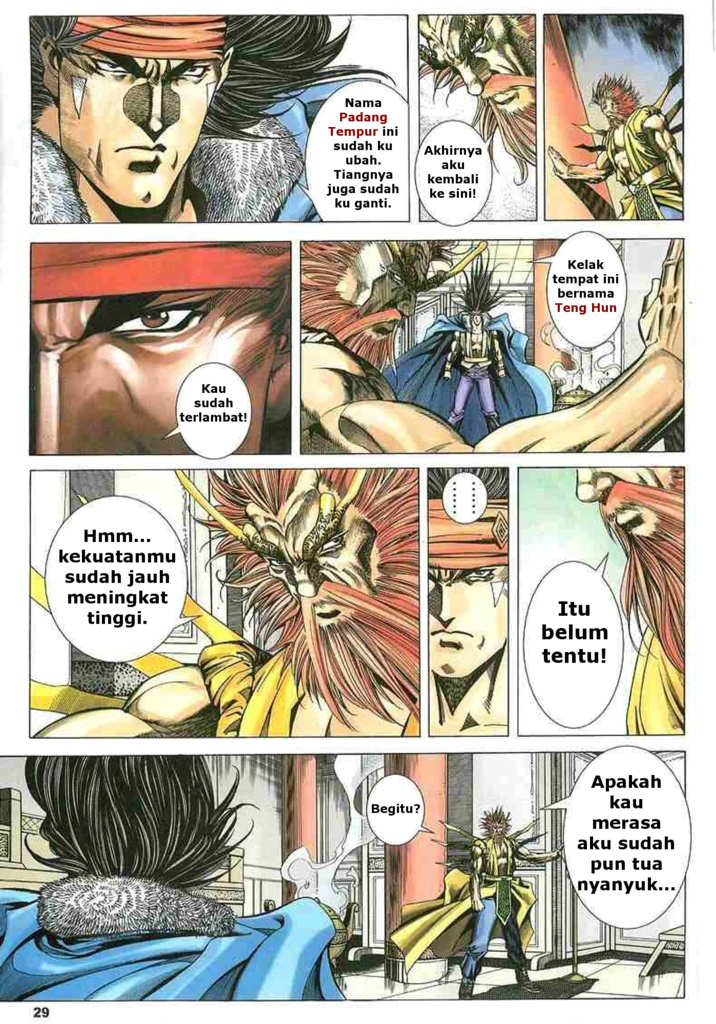 Nama
Padang
Tempur ini
sudah ku
ubah.
Tiangnya
juga sudah
ku ganti.
Akhirnya
aku
kembali
ke sini!
Kau
sudah
terlambat!
Kelak
tempat ini
bernama
Teng Hun
Hmm...
kekuatanmu
sudah jauh
meningkat
tinggi.
Itu
belum
tentu!
Begitu?
Apakah
kau
merasa
aku sudah
pun tua
nyanyuk...
29